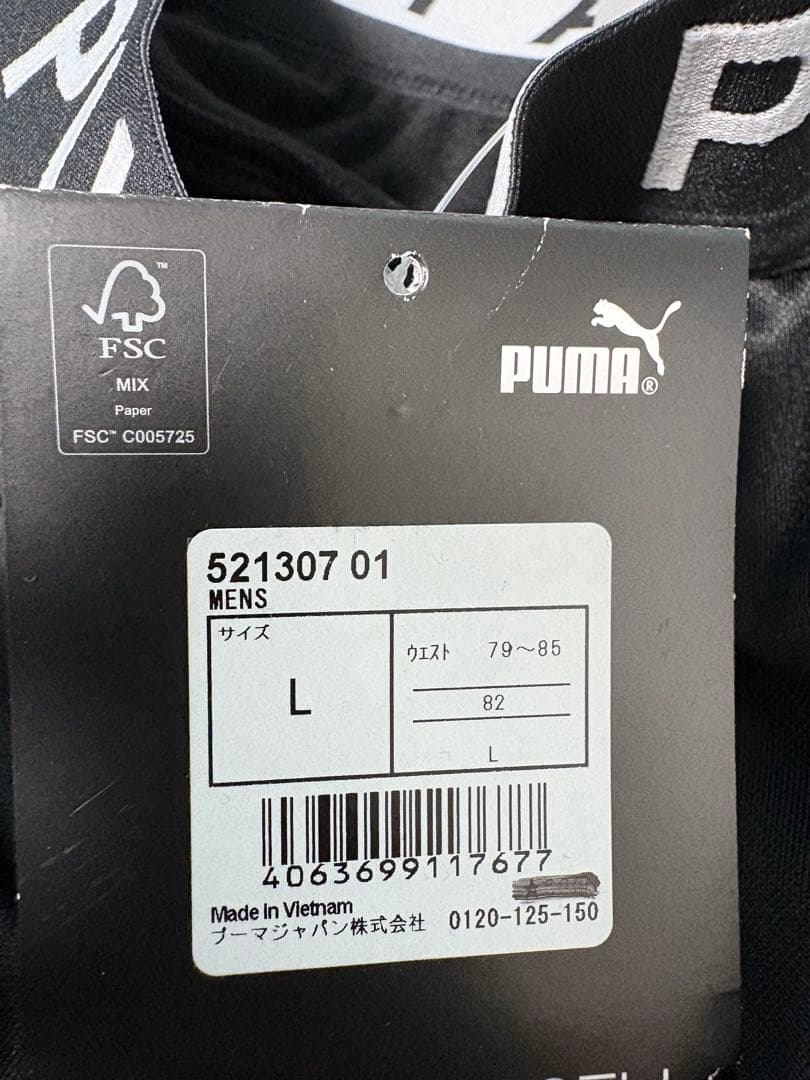 P
FSC™
MIX
Paper
FSC™ C005725
PUMA®
521307 01
MENS
サイズ
L
ウエスト 79～85
82
L
4063699117677
Made in Vietnam
プーマジャパン株式会社 0120-125-150